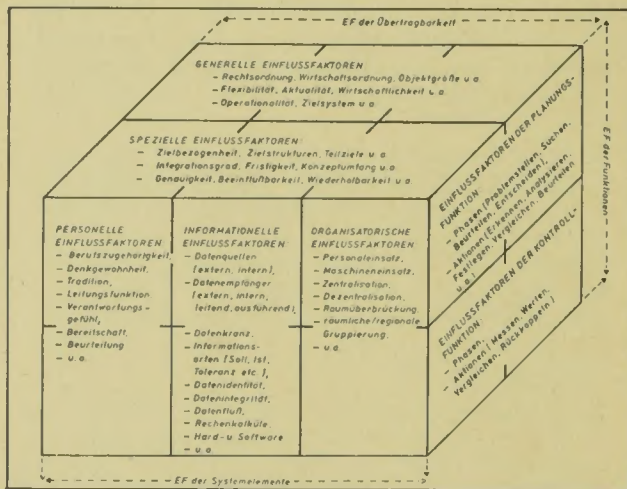 EF der Übertragbarkeit
GENERELLE EINFLUSSFAKTOREN
- Rechtsordnung, Wirtschaftsordnung, Objektgröße u.a.
- Flexibilität, Aktualität, Wirtschaftlichkeit u.a.
- Operationalität, Zielsystem u.a.
SPEZIELLE EINFLUSSFAKTOREN:
- Zielbezogenheit, Zielstrukturen, Teilziele u.a.
- Integrationsgrad, Fristigkeit, Konzeptumfang u.a.
- Genauigkeit, Beeinflußbarkeit, Wiederholbarkeit u.a.
PERSONELLE
EINFLUSSFAKTOREN
- Berufszugehörigkeit,
- Denkgewohnheit,
- Tradition,
- Leitungsfunktion
- Verantwortungs-
gefühl,
- Bereitschaft,
- Beurteilung
- u.a.
INFORMATIONELLE
EINFLUSSFAKTOREN
- Datenquellen
[extern, intern],
- Datenempfänger
[extern, intern,
leitend, ausführend],
- Datenkranz,
- Informations-
arten [Soll, Ist,
Toleranz etc.],
- Datenidentität,
- Datenintegrität,
- Datenfluß,
- Rechenkalküle,
- Hard- u. Software
- u.a.
ORGANISATORISCHE
EINFLUSSFAKTOREN
- Personaleinsatz,
- Maschineneinsatz,
- Zentralisation,
- Dezentralisation,
- Raumüberbrückung,
- räumliche/regionale
Gruppierung,
- u.a.
EINFLUSSFAKTOREN DER PLANUNGS-
FUNKTION:
- Phasen [Problemstellen, Suchen,
Beurteilen, Entscheiden],
- Aktionen [Erkennen, Analysieren,
Festlegen, Vergleichen, Beurteilen
u.a.]
EINFLUSSFAKTOREN DER KONTROLL-
FUNKTION:
- Phasen,
- Aktionen [Messen, Werten,
Vergleichen, Rückkoppeln]
EF der Funktionen
EF der Systemelemente